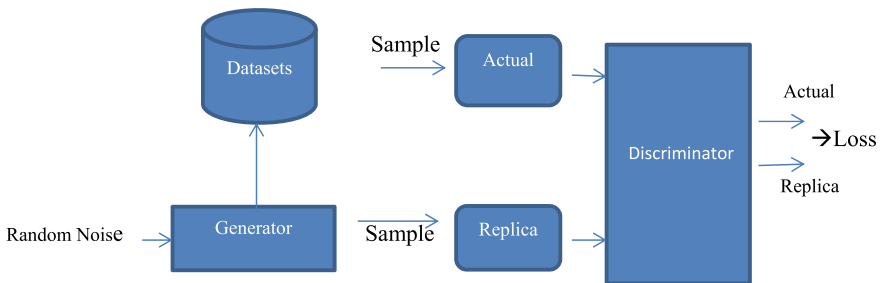 Datasets
Sample
Actual
Discriminator
Actual
→Loss
Replica
Random Noise
Generator
Sample
Replica